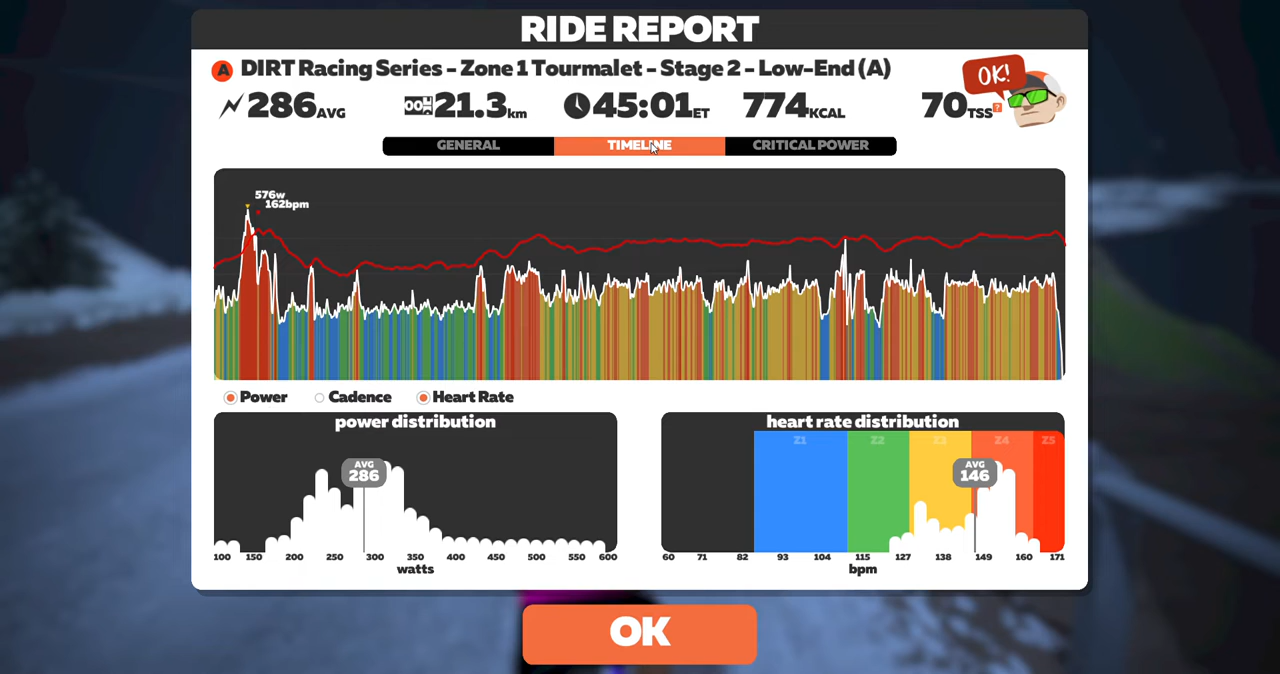 RIDE REPORT
A DIRT Racing Series - Zone 1 Tourmalet - Stage 2 - Low-End (A)
OK!
286AVG 21.3km 45:01ET 774KCAL 70TSS ?
GENERAL TIMELINE CRITICAL POWER
576w
162bpm
Power Cadence Heart Rate
power distribution
AVG
286
100 150 200 250 300 350 400 450 500 550 600
watts
heart rate distribution
Z1 Z2 Z3 Z4 Z5
AVG
146
60 71 82 93 104 115 127 138 149 160 171
bpm
OK